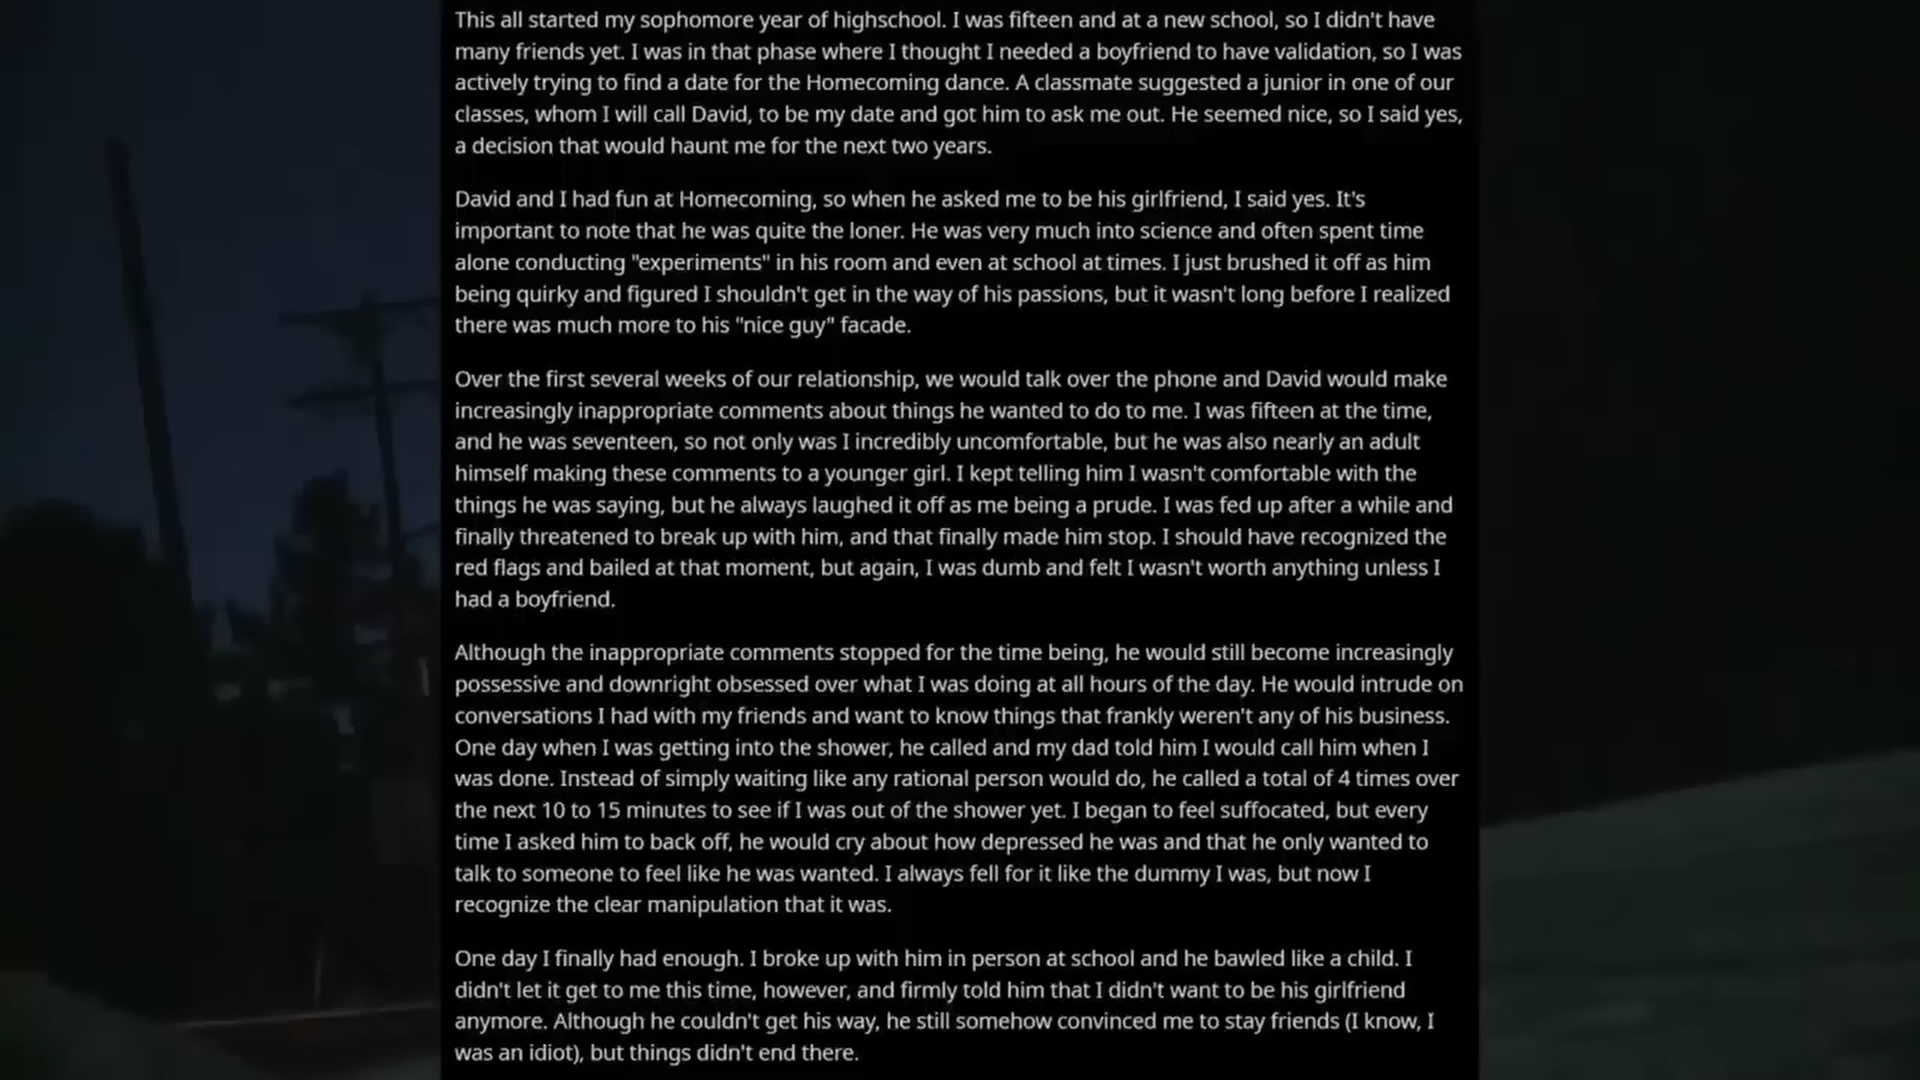 This all started my sophomore year of highschool. I was fifteen and at a new school, so I didn't have
many friends yet. I was in that phase where I thought I needed a boyfriend to have validation, so I was
actively trying to find a date for the Homecoming dance. A classmate suggested a junior in one of our
classes, whom I will call David, to be my date and got him to ask me out. He seemed nice, so I said yes,
a decision that would haunt me for the next two years.
David and I had fun at Homecoming, so when he asked me to be his girlfriend, I said yes. It's
important to note that he was quite the loner. He was very much into science and often spent time
alone conducting "experiments" in his room and even at school at times. I just brushed it off as him
being quirky and figured I shouldn't get in the way of his passions, but it wasn't long before I realized
there was much more to his "nice guy" facade.
Over the first several weeks of our relationship, we would talk over the phone and David would make
increasingly inappropriate comments about things he wanted to do to me. I was fifteen at the time,
and he was seventeen, so not only was I incredibly uncomfortable, but he was also nearly an adult
himself making these comments to a younger girl. I kept telling him I wasn't comfortable with the
things he was saying, but he always laughed it off as me being a prude. I was fed up after a while and
finally threatened to break up with him, and that finally made him stop. I should have recognized the
red flags and bailed at that moment, but again, I was dumb and felt I wasn't worth anything unless I
had a boyfriend.
Although the inappropriate comments stopped for the time being, he would still become increasingly
possessive and downright obsessed over what I was doing at all hours of the day. He would intrude on
conversations I had with my friends and want to know things that frankly weren't any of his business.
One day when I was getting into the shower, he called and my dad told him I would call him when I
was done. Instead of simply waiting like any rational person would do, he called a total of 4 times over
the next 10 to 15 minutes to see if I was out of the shower yet. I began to feel suffocated, but every
time I asked him to back off, he would cry about how depressed he was and that he only wanted to
talk to someone to feel like he was wanted. I always fell for it like the dummy I was, but now I
recognize the clear manipulation that it was.
One day I finally had enough. I broke up with him in person at school and he bawled like a child. I
didn't let it get to me this time, however, and firmly told him that I didn't want to be his girlfriend
anymore. Although he couldn't get his way, he still somehow convinced me to stay friends (I know, I
was an idiot), but things didn't end there.